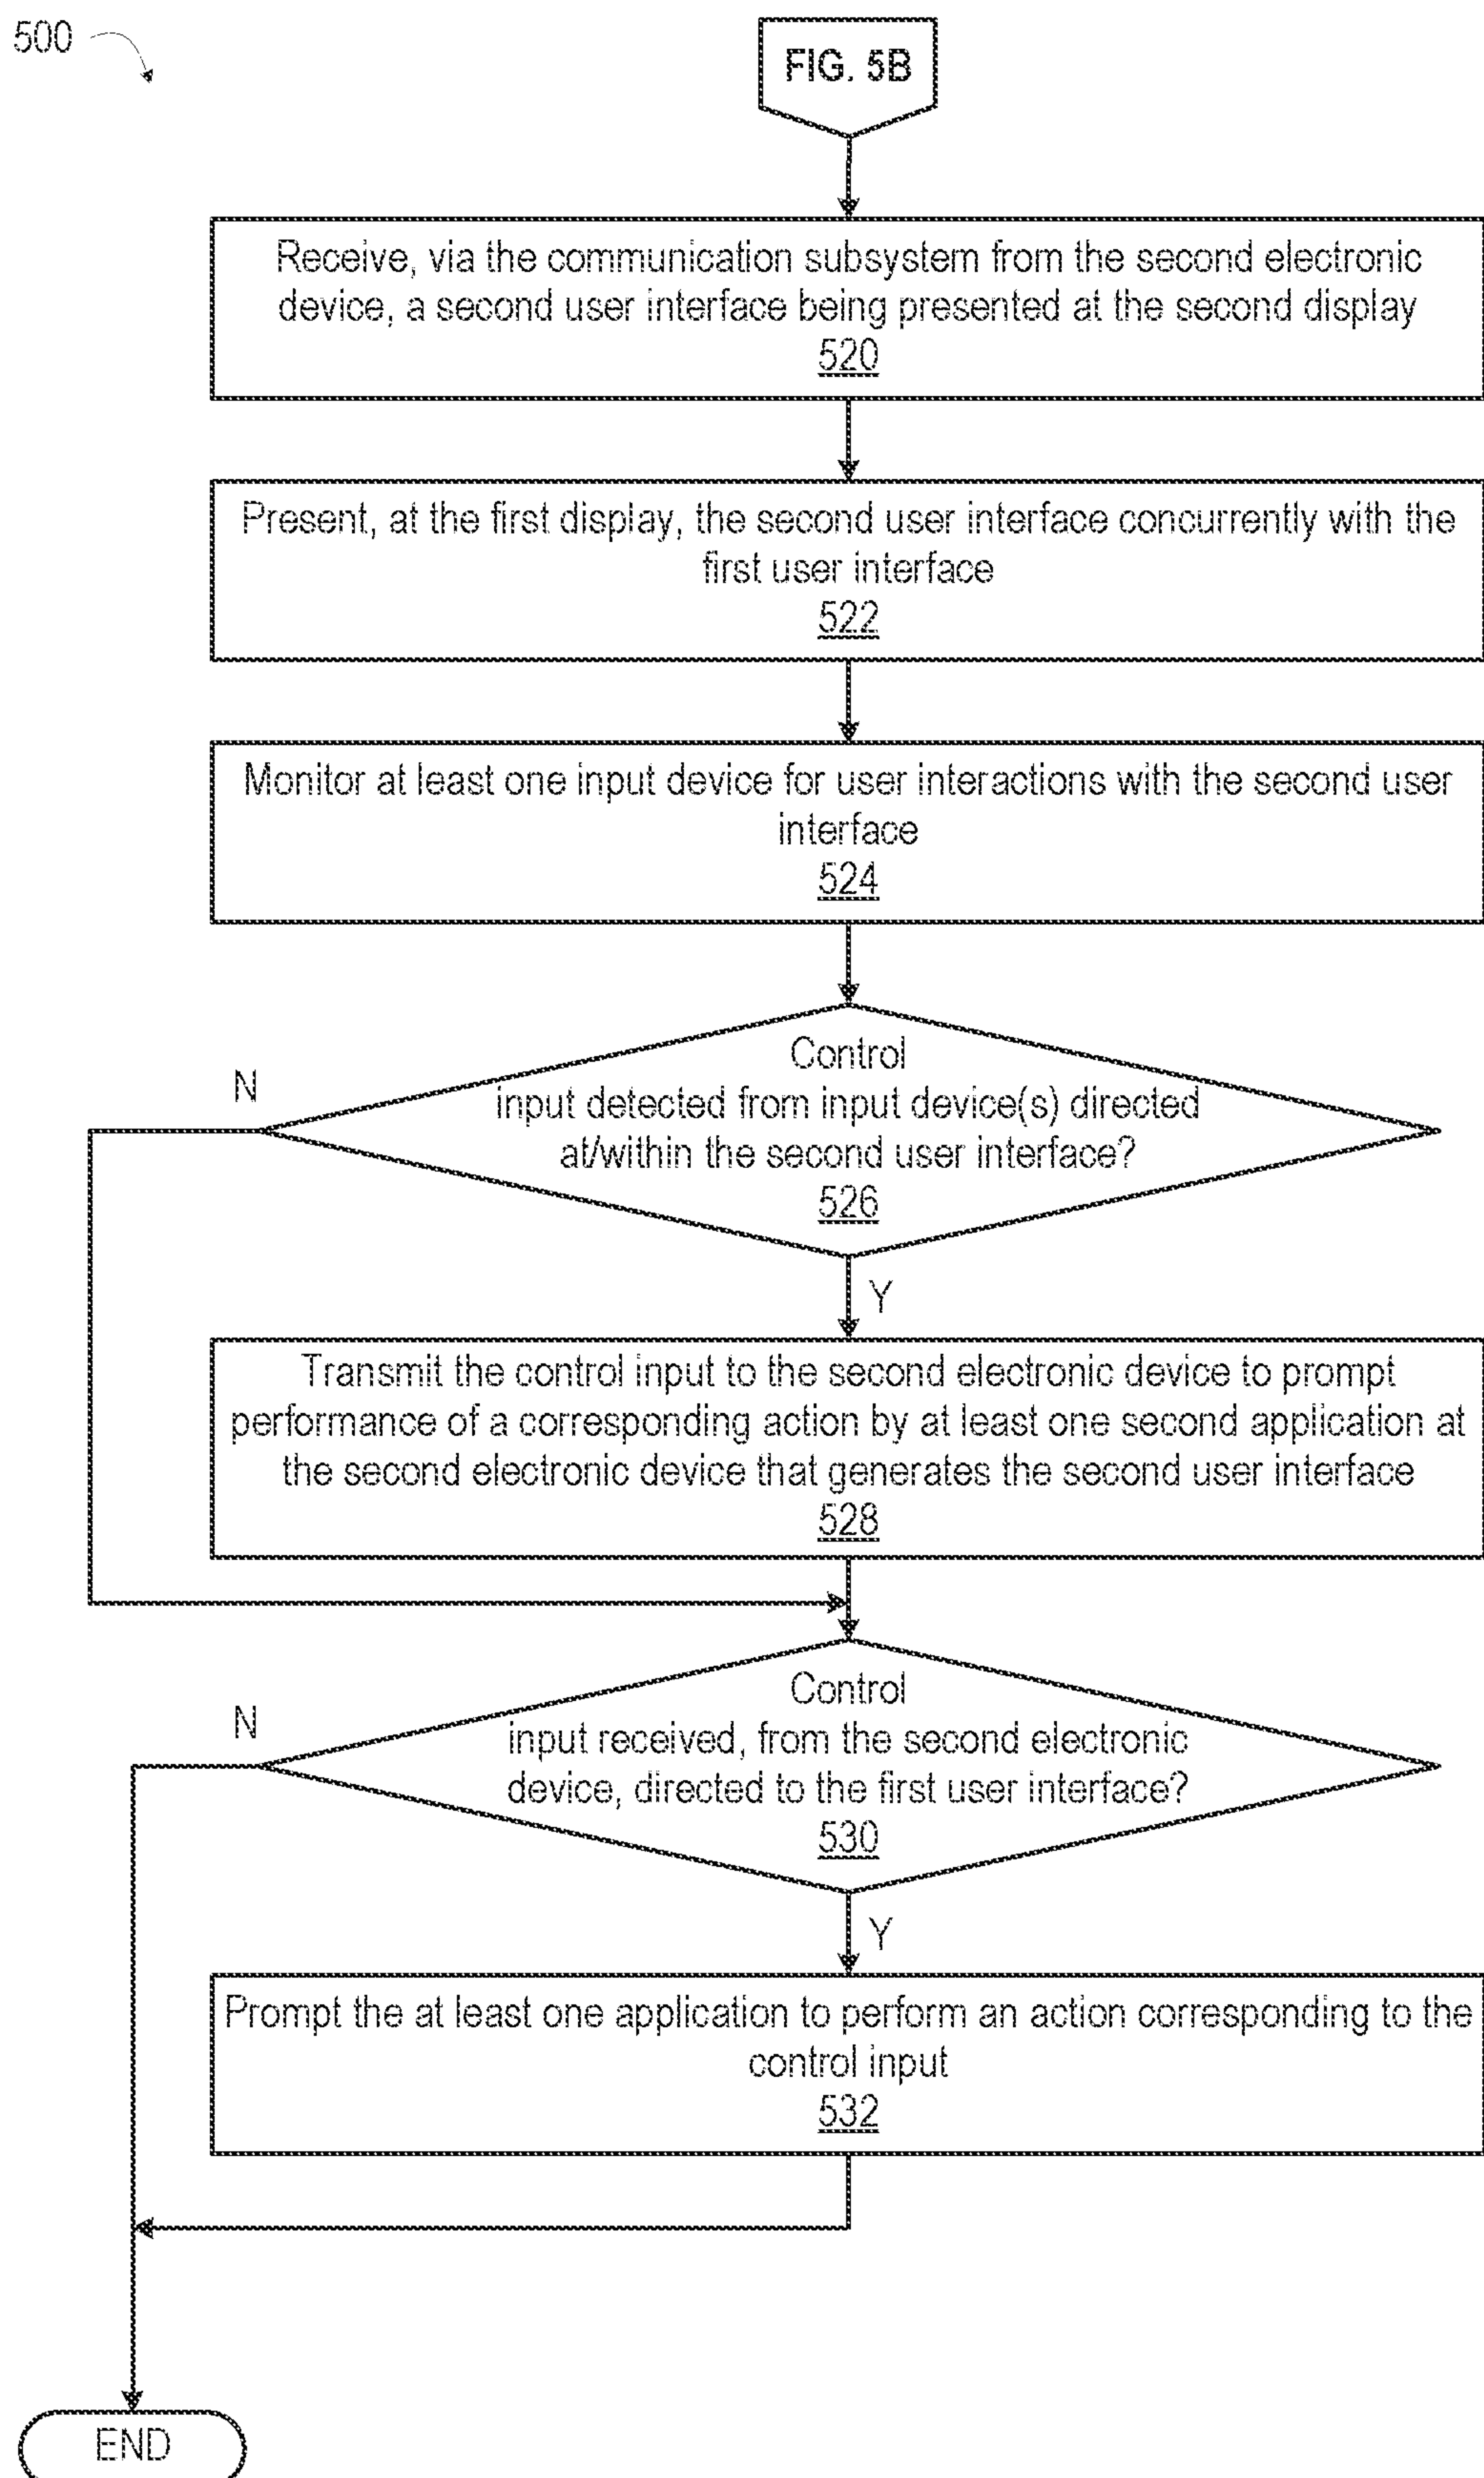 500
FIG. 5B
Receive, via the communication subsystem from the second electronic
device, a second user interface being presented at the second display
520
Present, at the first display, the second user interface concurrently with the
first user interface
522
Monitor at least one input device for user interactions with the second user
interface
524
Control
input detected from input device(s) directed
at/within the second user interface?
526
N
Y
Transmit the control input to the second electronic device to prompt
performance of a corresponding action by at least one second application at
the second electronic device that generates the second user interface
528
Control
input received, from the second electronic
device, directed to the first user interface?
530
N
Y
Prompt the at least one application to perform an action corresponding to the
control input
532
END